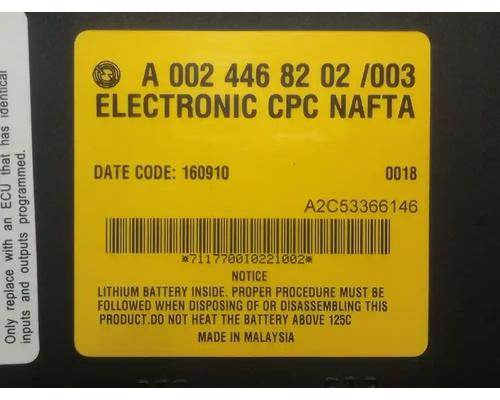 A 002 446 82 02 /003
ELECTRONIC CPC NAFTA
DATE CODE: 160910 0018
A2C53366146
*7117700I0221002*
NOTICE
LITHIUM BATTERY INSIDE. PROPER PROCEDURE MUST BE
FOLLOWED WHEN DISPOSING OF OR DISASSEMBLING THIS
PRODUCT.DO NOT HEAT THE BATTERY ABOVE 125C
MADE IN MALAYSIA
Only replace with an ECU that has identical
inputs and outputs programmed.